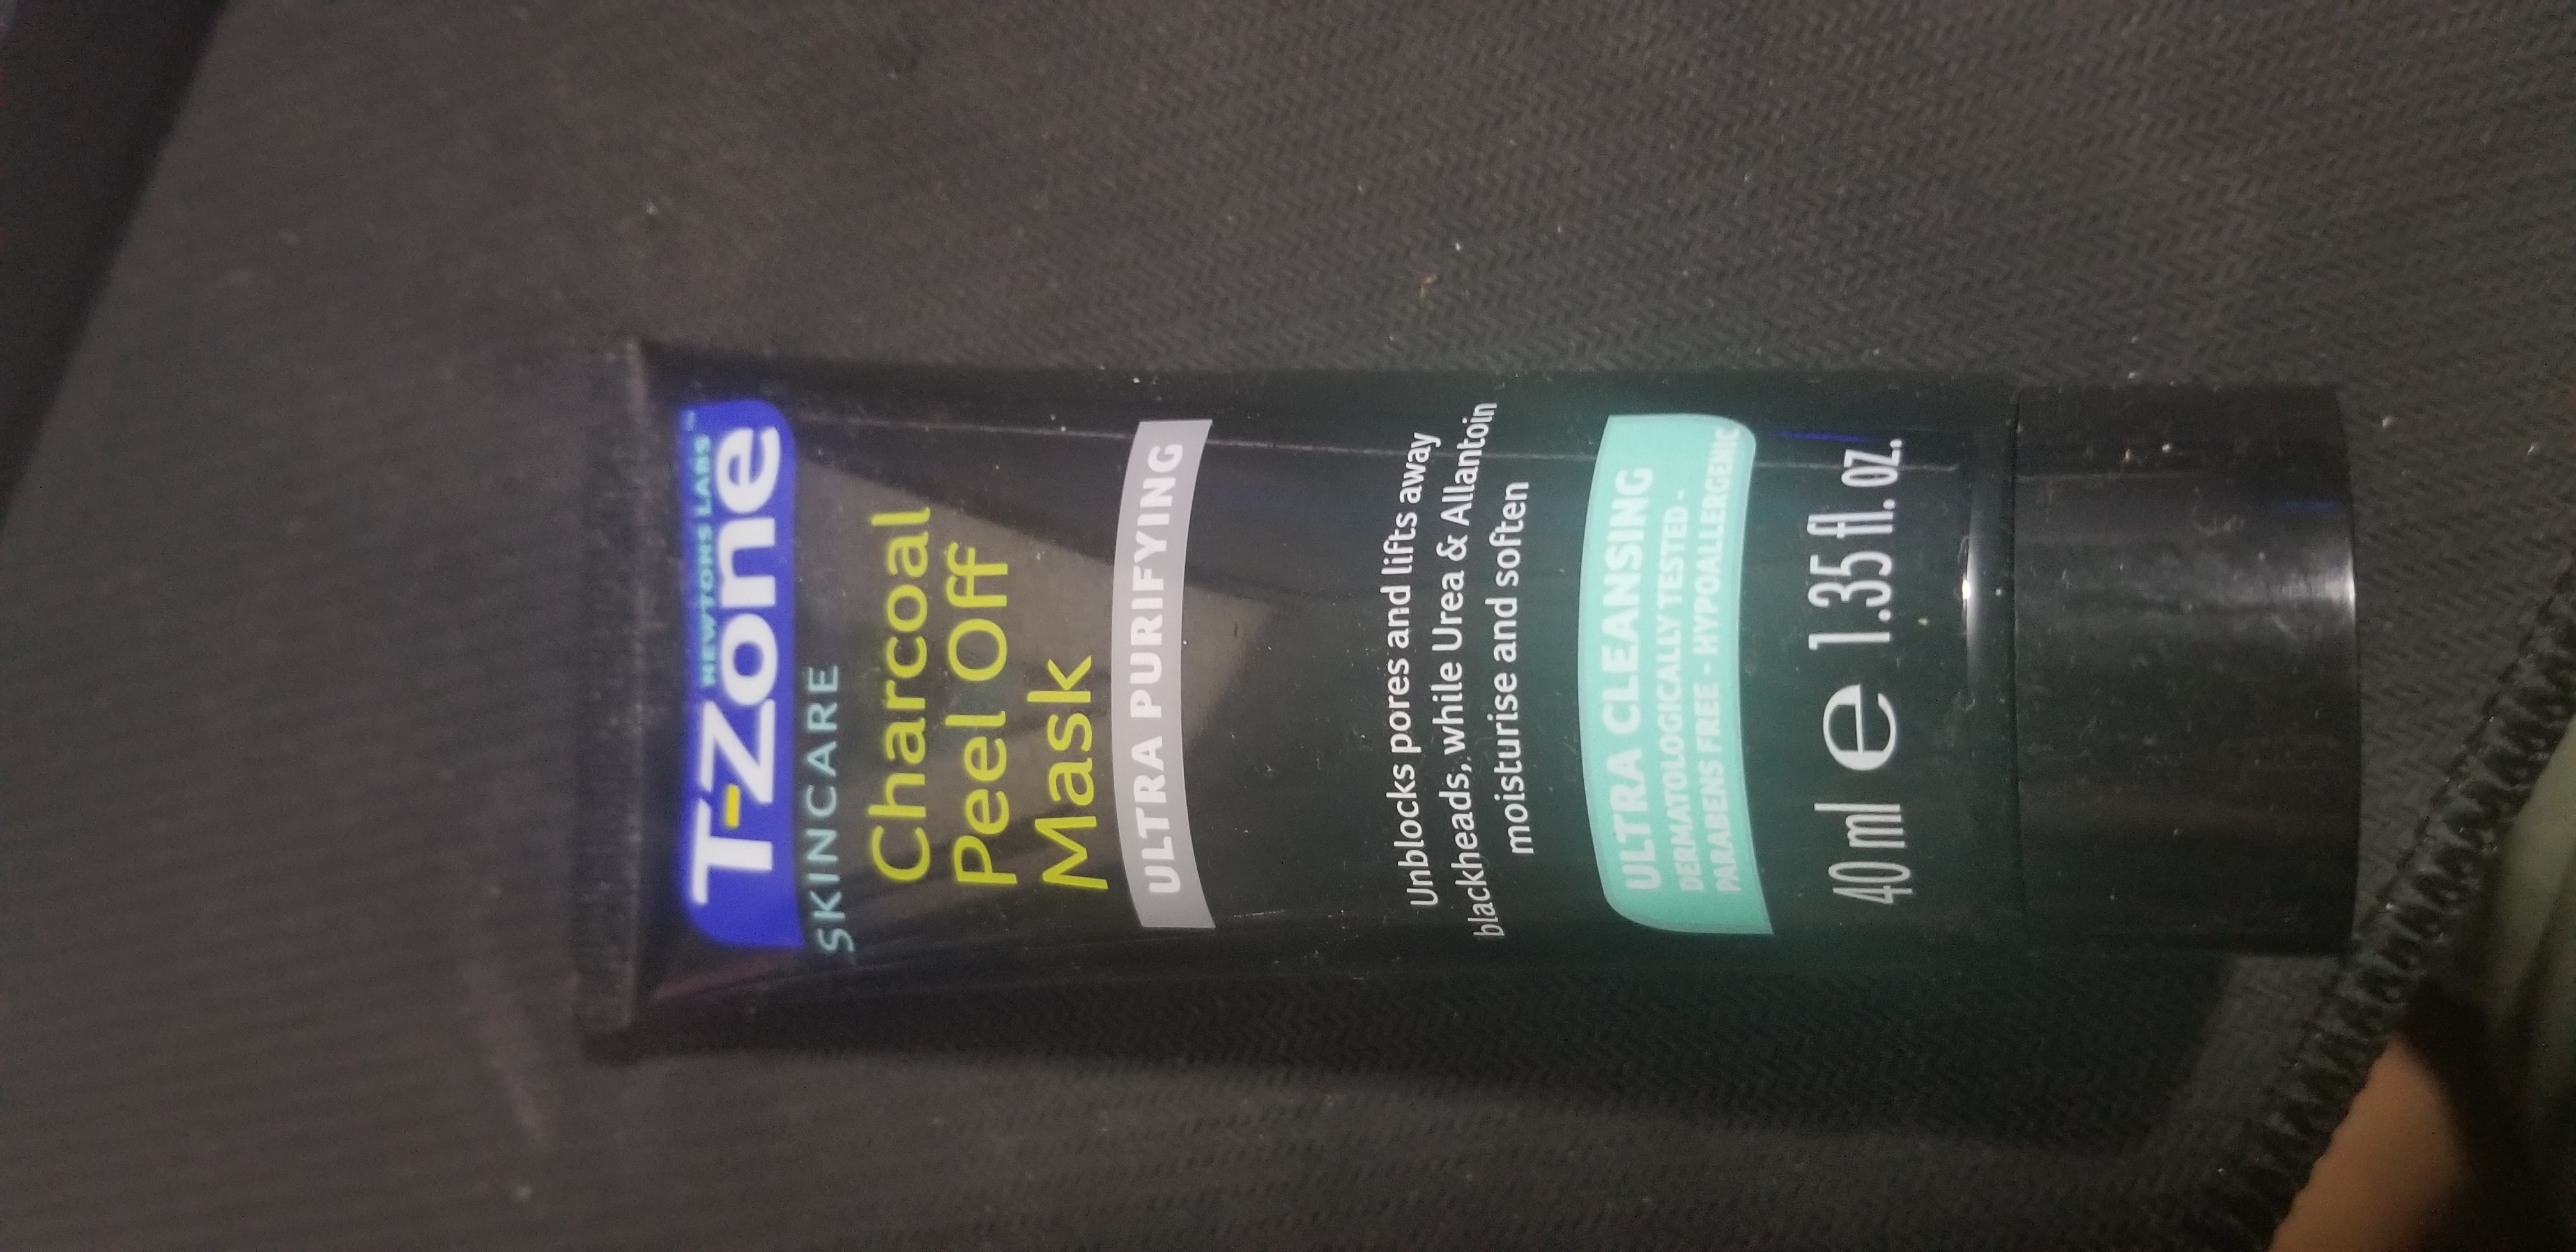 NEWTONS LABS™
T-Zone
SKINCARE
Charcoal
Peel Off
Mask
ULTRA PURIFYING
Unblocks pores and lifts away
blackheads, while Urea & Allantoin
moisturise and soften
ULTRA CLEANSING
DERMATOLOGICALLY TESTED -
PARABENS FREE - HYPOALLERGENIC
40 ml e 1.35 fl. oz.